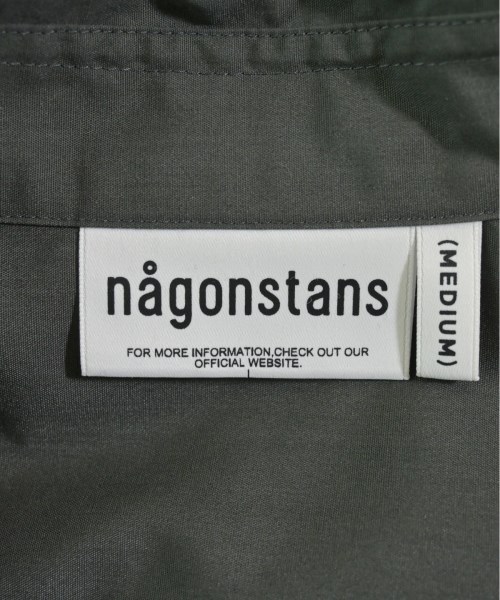 någonstans
FOR MORE INFORMATION,CHECK OUT OUR
OFFICIAL WEBSITE.
(MEDIUM)